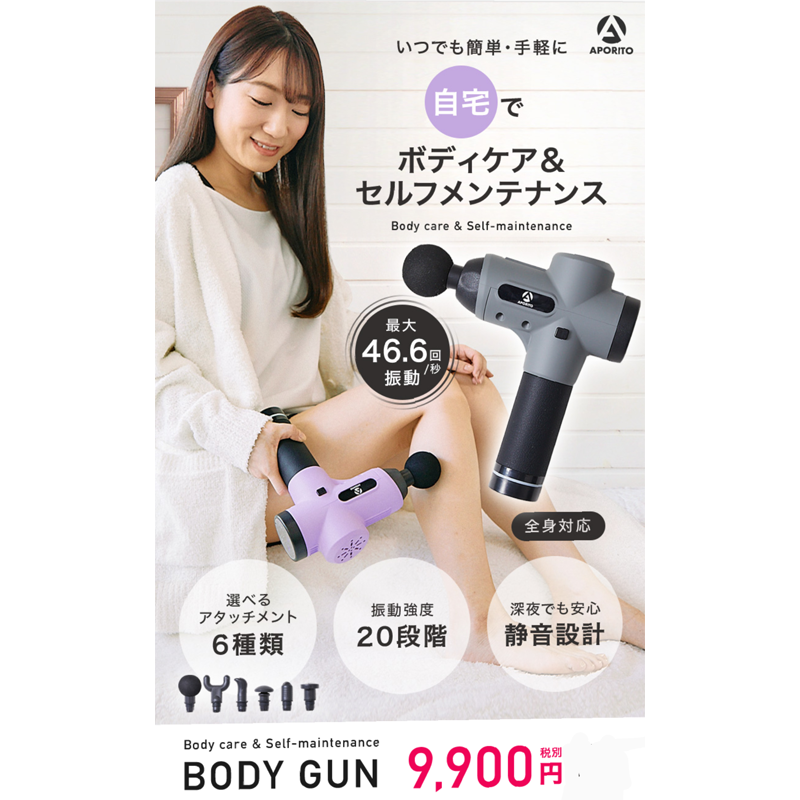 いつでも簡単・手軽に
APORITO
自宅で
ボディケア&
セルフメンテナンス
Body care & Self-maintenance
APORITO
最大
46.6回/秒
振動
全身対応
選べる
アタッチメント
6種類
振動強度
20段階
深夜でも安心
静音設計
Body care & Self-maintenance
BODY GUN
9,900円
税別